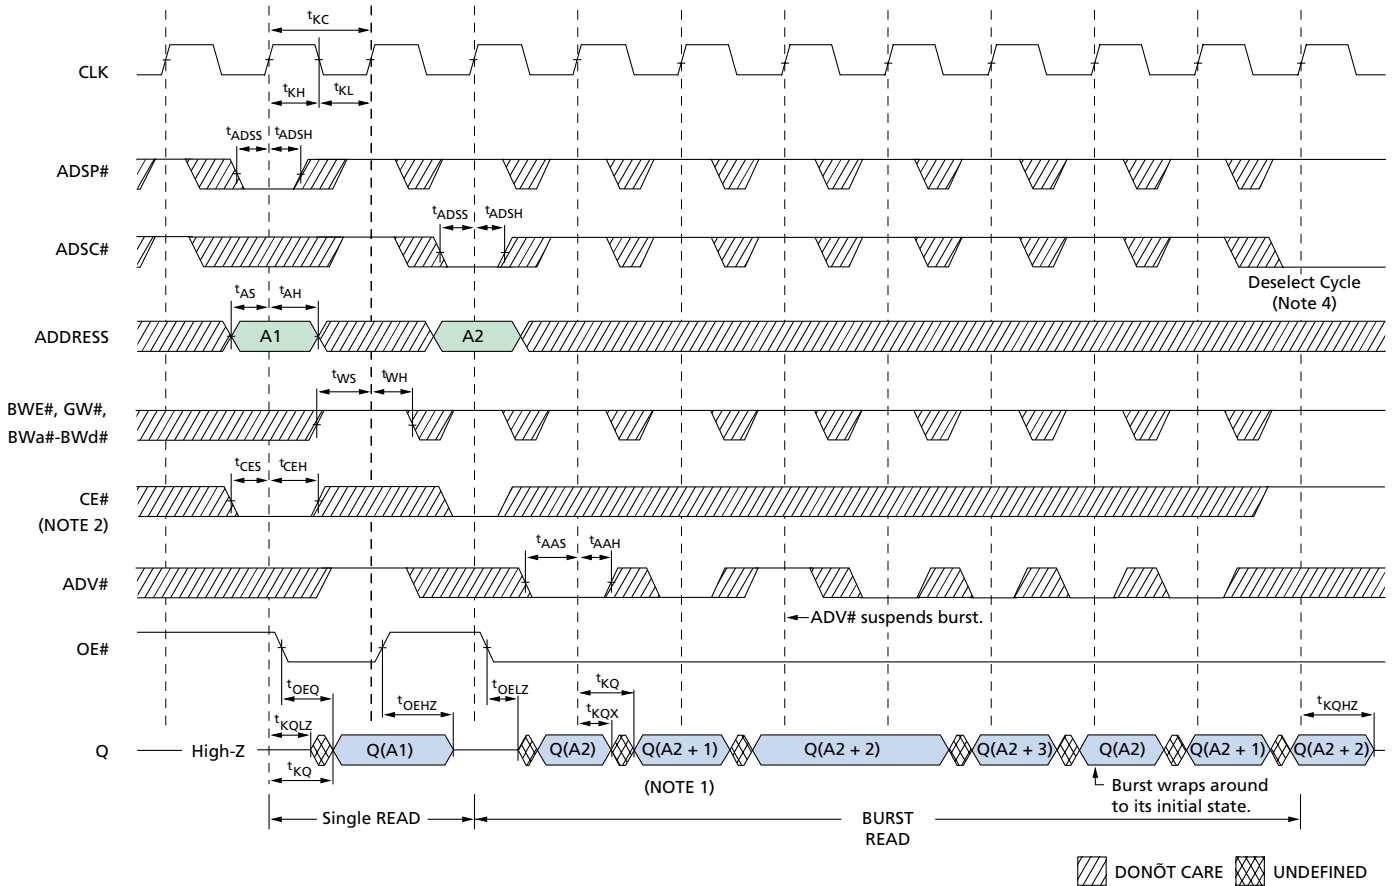 tKC
CLK
tKH
tKL
tADSS
tADSH
ADSP#
tADSS
tADSH
ADSC#
Deselect Cycle
(Note 4)
tAS
tAH
ADDRESS
A1
A2
tWS
tWH
BWE#, GW#,
BWa#-BWd#
tCES
tCEH
CE#
(NOTE 2)
tAAS
tAAH
ADV#
ADV# suspends burst.
OE#
tOEQ
tOEHZ
tOELZ
tKQ
tKQX
tKQLZ
tKQHZ
Q
High-Z
Q(A1)
Q(A2)
Q(A2 + 1)
Q(A2 + 2)
Q(A2 + 3)
Q(A2)
Q(A2 + 1)
Q(A2 + 2)
tKQ
(NOTE 1)
Burst wraps around
to its initial state.
Single READ
BURST
READ
DONÕT CARE
UNDEFINED